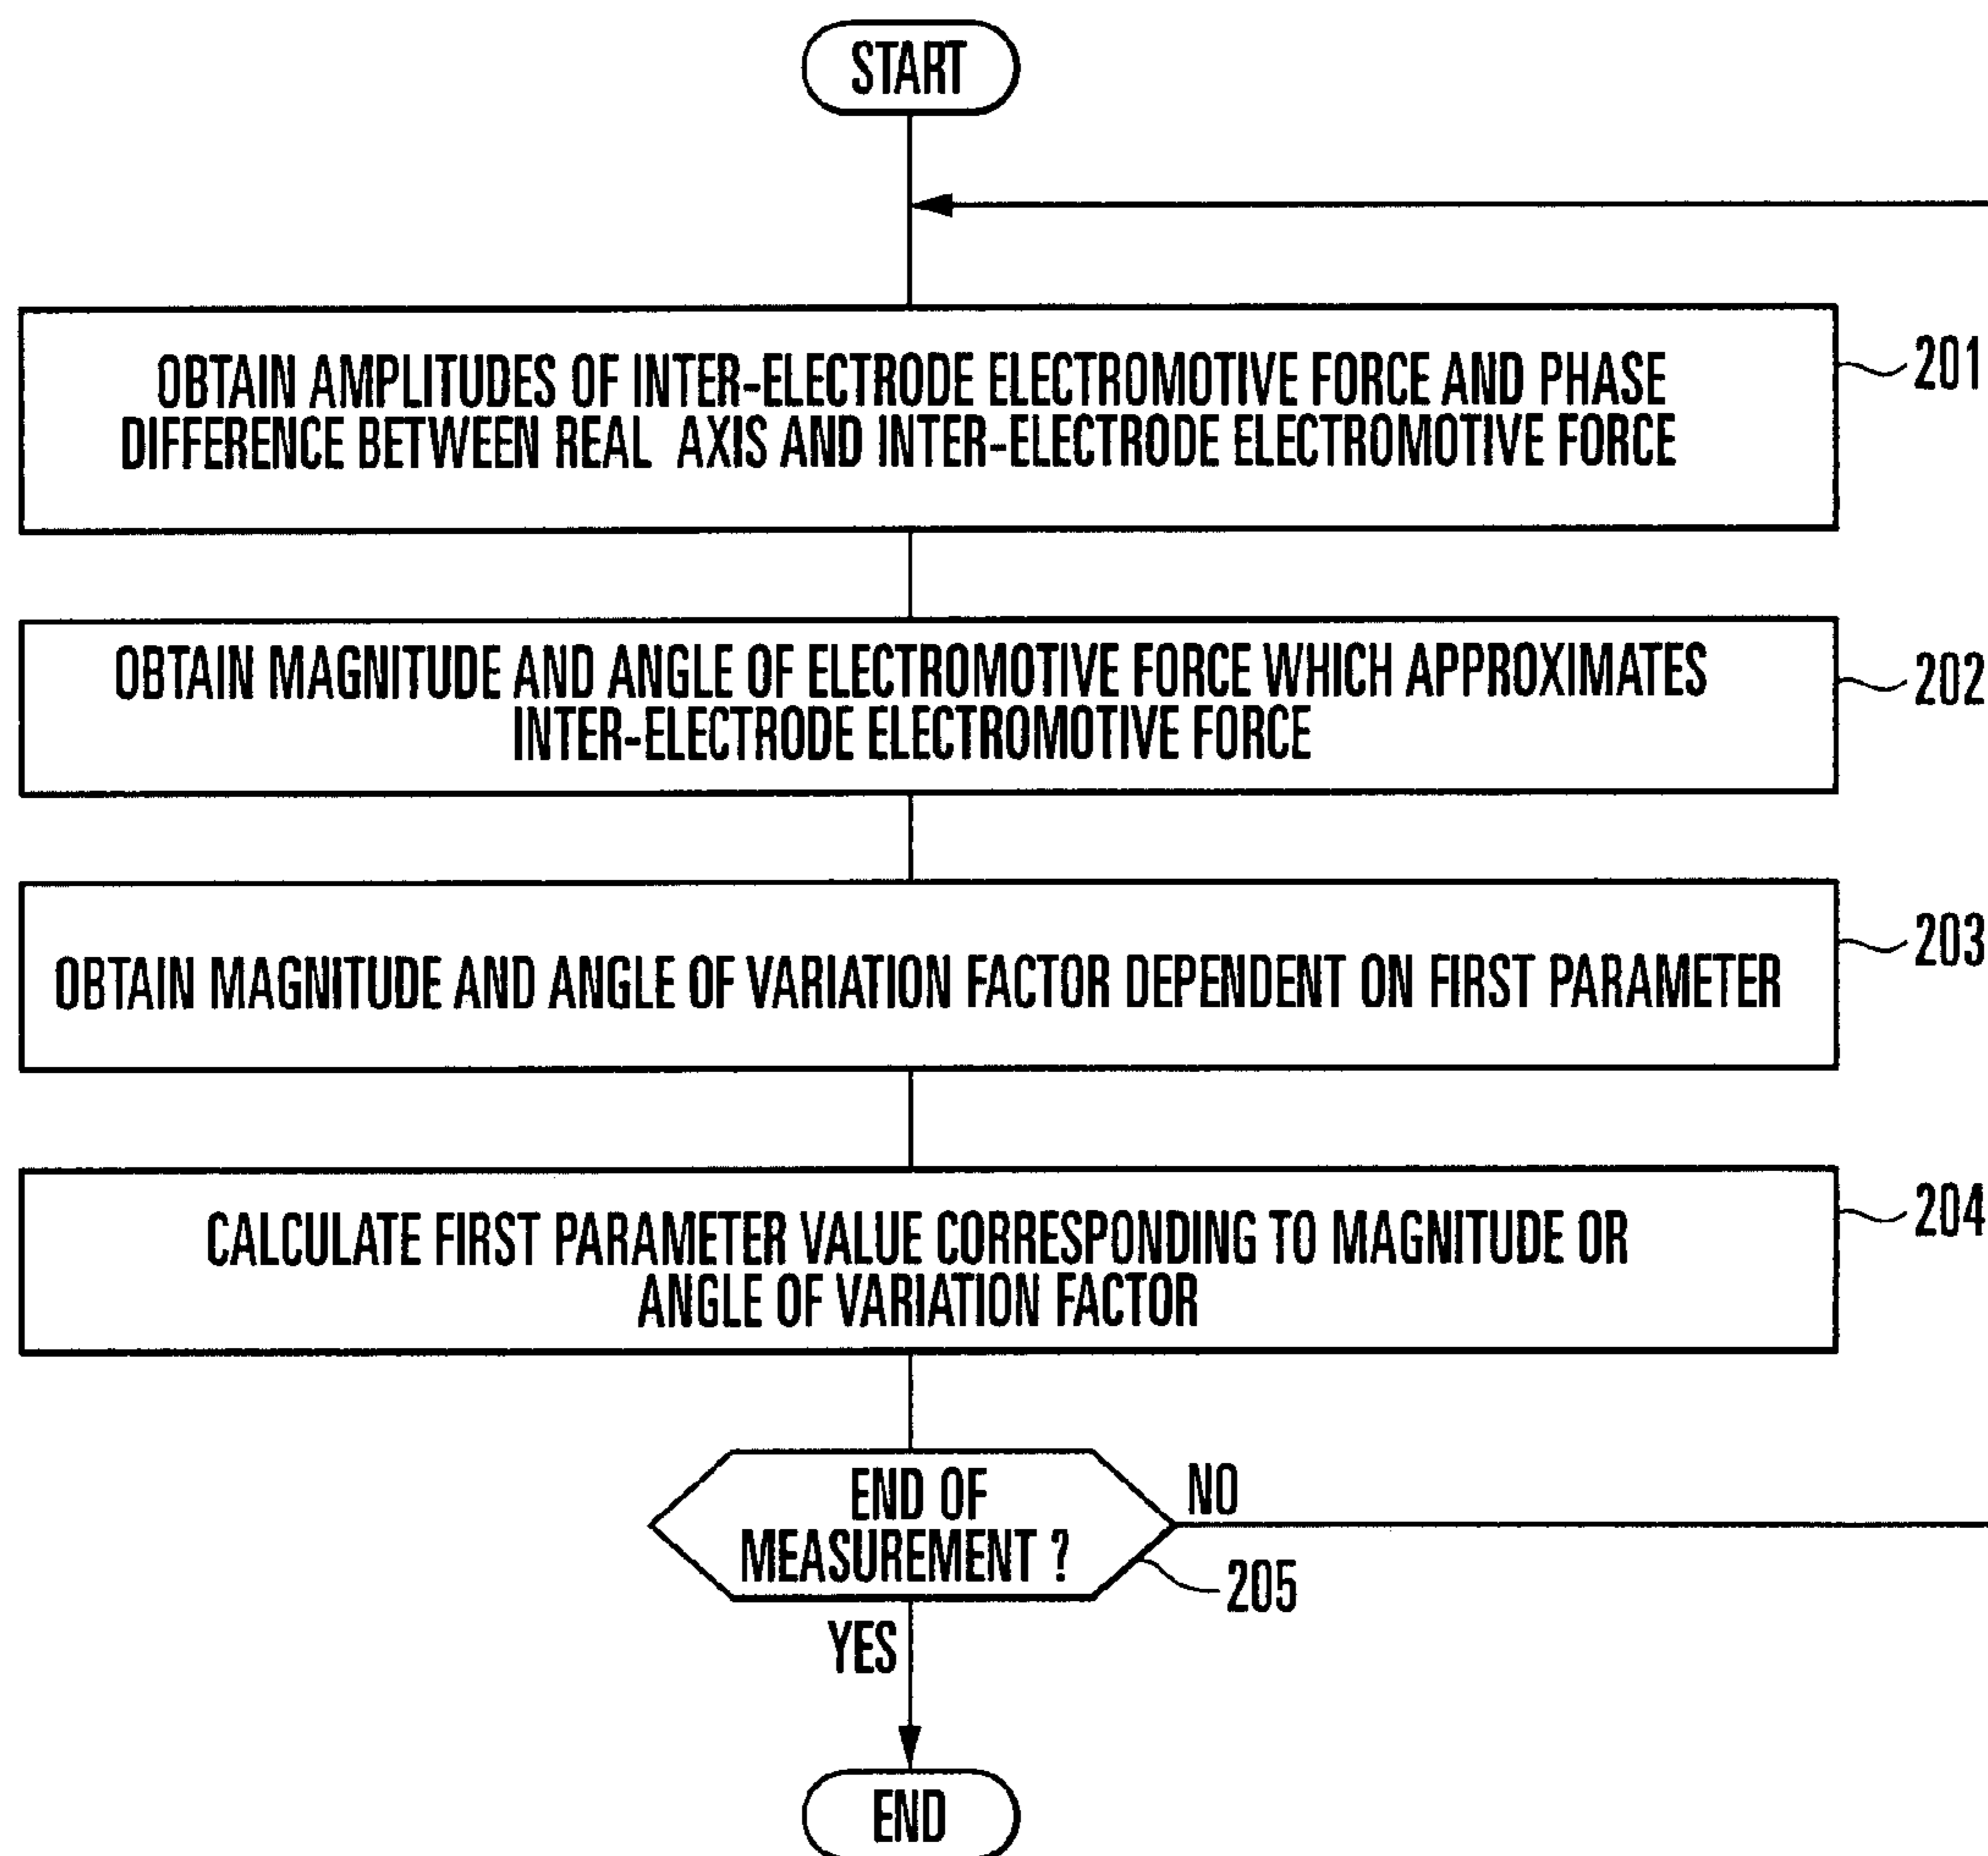 START
OBTAIN AMPLITUDES OF INTER-ELECTRODE ELECTROMOTIVE FORCE AND PHASE
DIFFERENCE BETWEEN REAL AXIS AND INTER-ELECTRODE ELECTROMOTIVE FORCE
201
OBTAIN MAGNITUDE AND ANGLE OF ELECTROMOTIVE FORCE WHICH APPROXIMATES
INTER-ELECTRODE ELECTROMOTIVE FORCE
202
OBTAIN MAGNITUDE AND ANGLE OF VARIATION FACTOR DEPENDENT ON FIRST PARAMETER
203
CALCULATE FIRST PARAMETER VALUE CORRESPONDING TO MAGNITUDE OR
ANGLE OF VARIATION FACTOR
204
END OF
MEASUREMENT ?
NO
205
YES
END